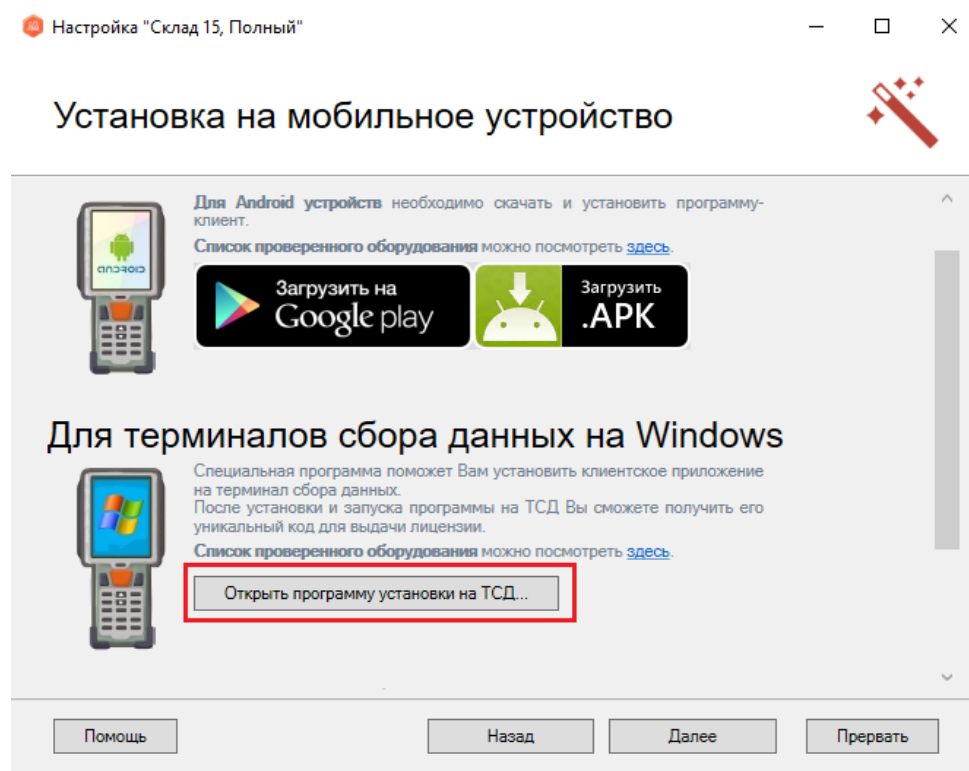 Настройка "Склад 15, Полный"
Установка на мобильное устройство
Для Android устройств необходимо скачать и установить программу-
клиент.
Список проверенного оборудования можно посмотреть здесь.
ANDROID
Загрузить на
Google play
Загрузить
.APK
Для терминалов сбора данных на Windows
Специальная программа поможет Вам установить клиентское приложение
на терминал сбора данных.
После установки и запуска программы на ТСД Вы сможете получить его
уникальный код для выдачи лицензии.
Список проверенного оборудования можно посмотреть здесь.
Открыть программу установки на ТСД...
Помощь
Назад
Далее
Прервать